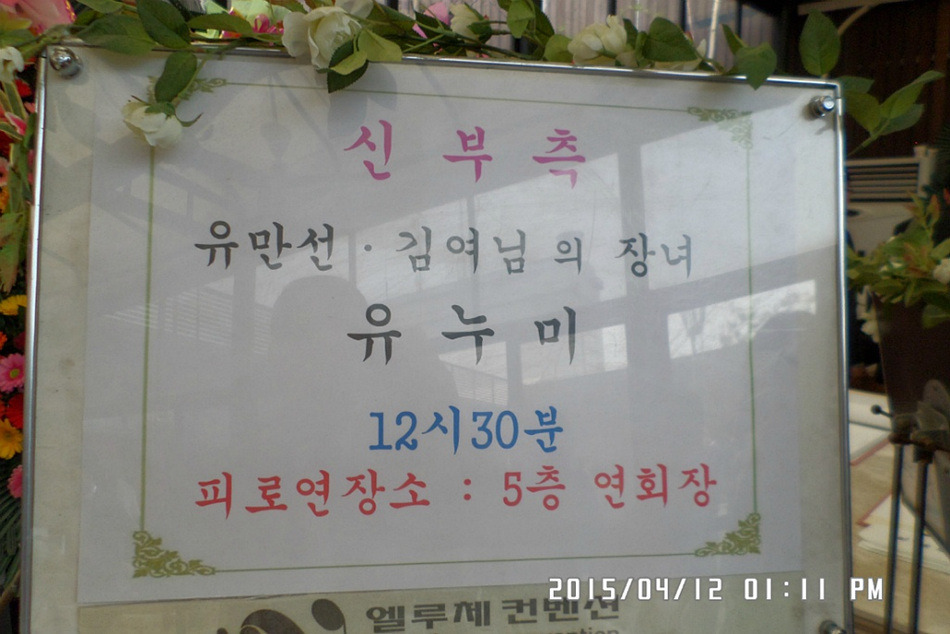 신부측
유만선 · 김여님의 장녀
유누미
12시30분
피로연장소 : 5층 연회장
엘루체 컨벤션
2015/04/12 01:11 PM